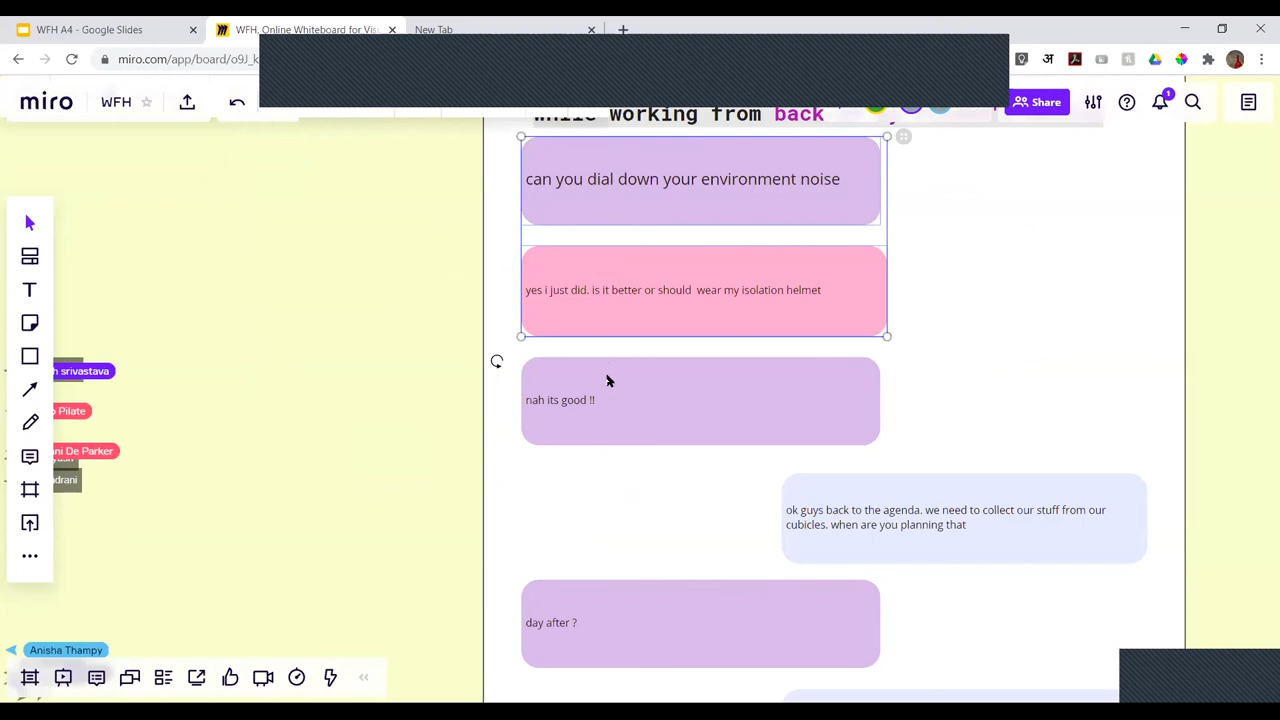 WFH A4 - Google Slides
WFH, Online Whiteboard for Vis
New Tab
miro.com/app/board/o9J_k
miro
WFH
Share
1
working from back
can you dial down your environment noise
yes i just did. is it better or should wear my isolation helmet
nah its good !!
ok guys back to the agenda. we need to collect our stuff from our
cubicles. when are you planning that
day after ?
h srivastava
Pilate
ni De Parker
ndrani
Anisha Thampy